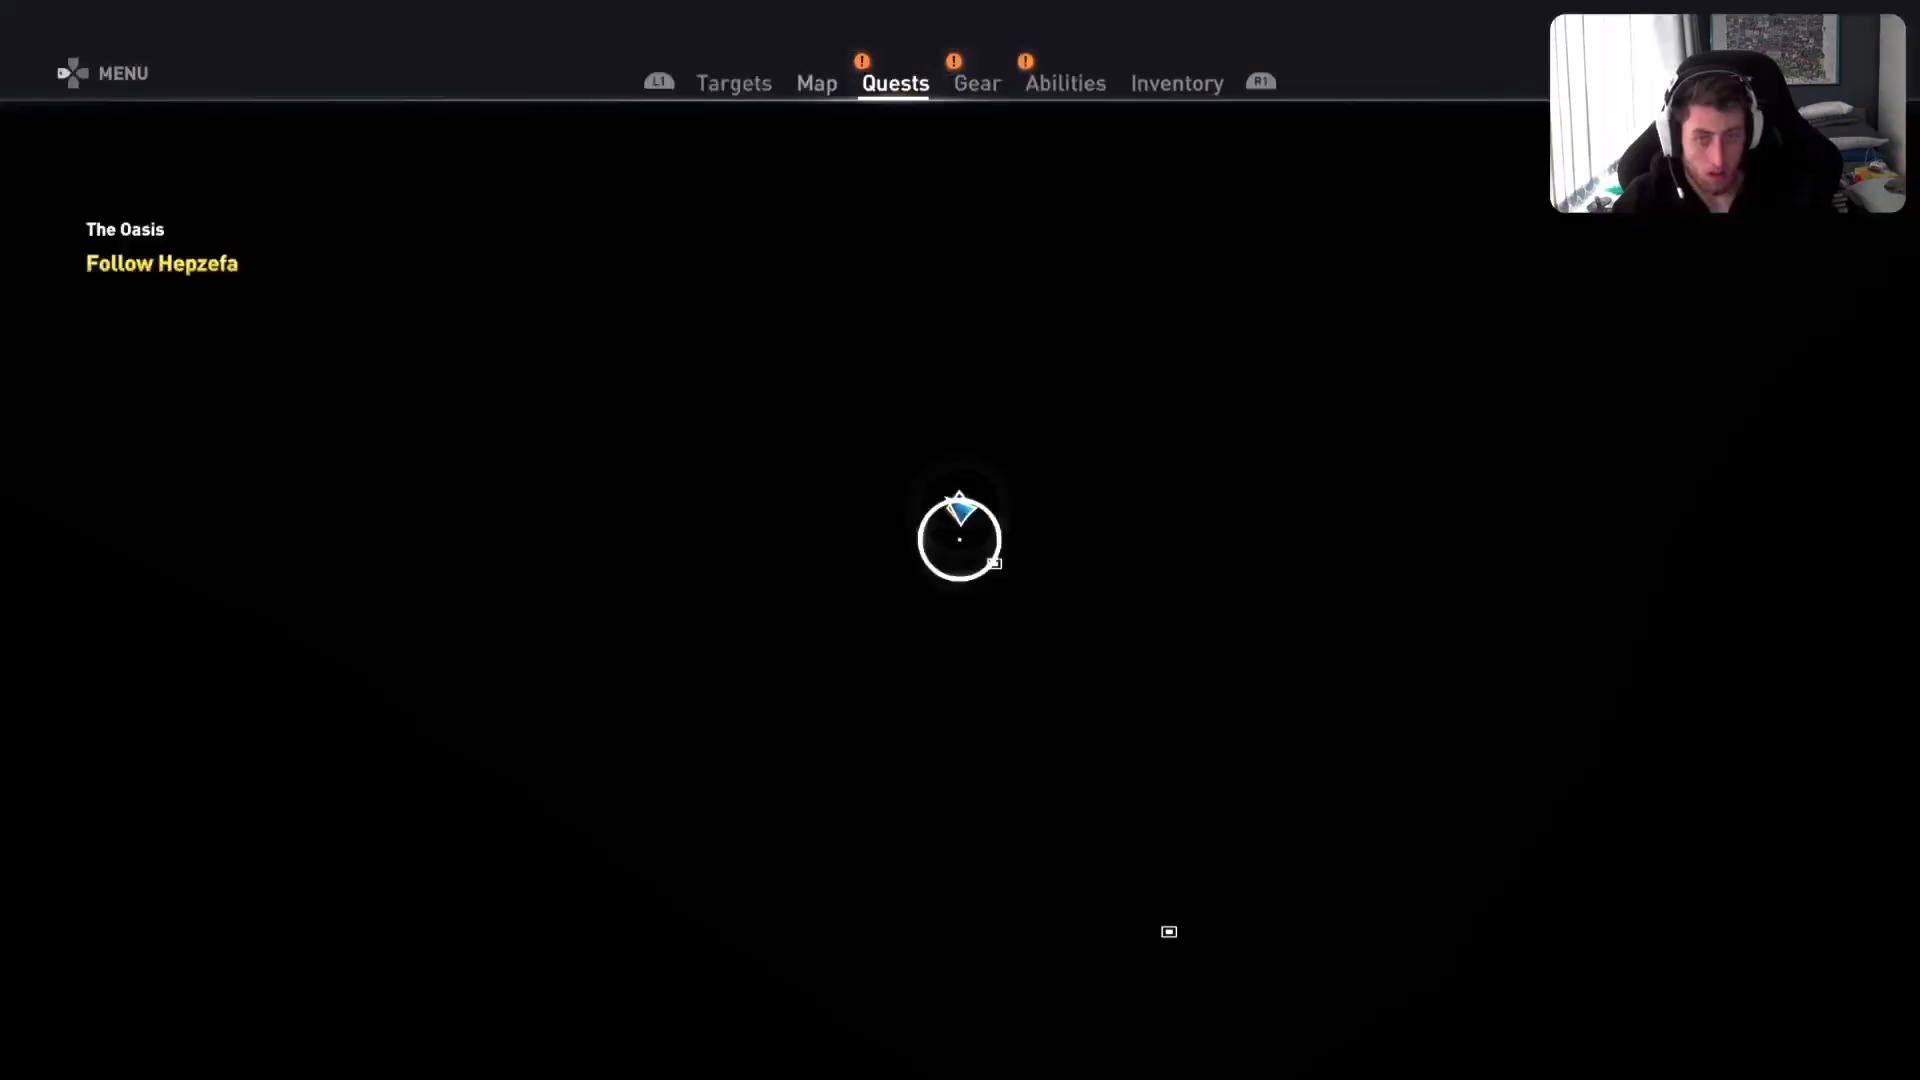 MENU
L1 Targets Map Quests Gear Abilities Inventory R1
! ! !
The Oasis
Follow Hepzefa